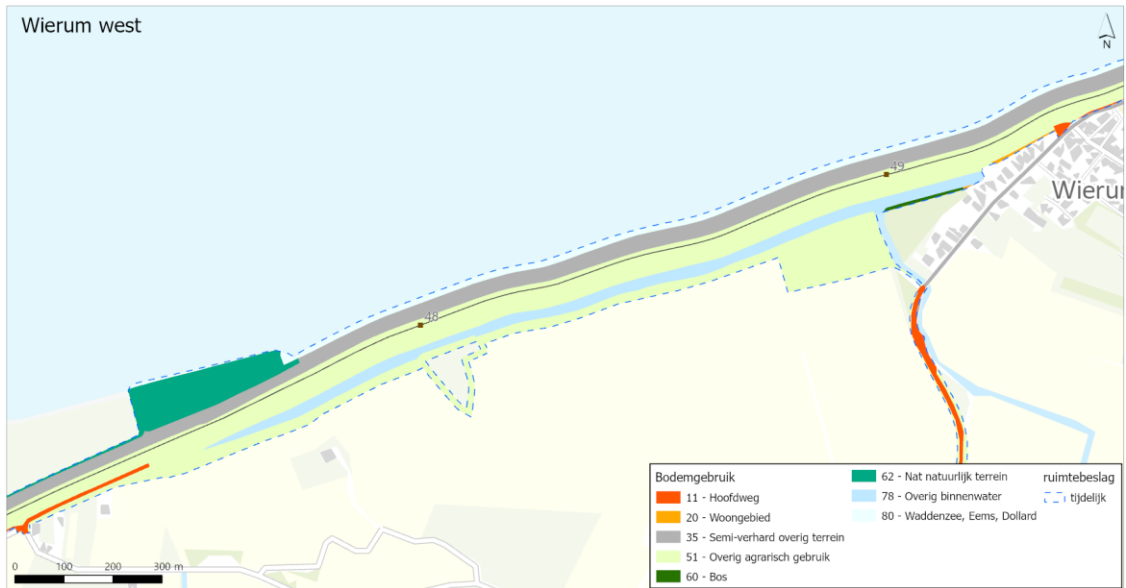 Wierum west
N
49
Wierum
48
Bodemgebruik
11 - Hoofdweg
20 - Woongebied
35 - Semi-verhard overig terrein
51 - Overig agrarisch gebruik
60 - Bos
62 - Nat natuurlijk terrein
78 - Overig binnenwater
80 - Waddenzee, Eems, Dollard
ruimtebeslag
tijdelijk
0 100 200 300 m